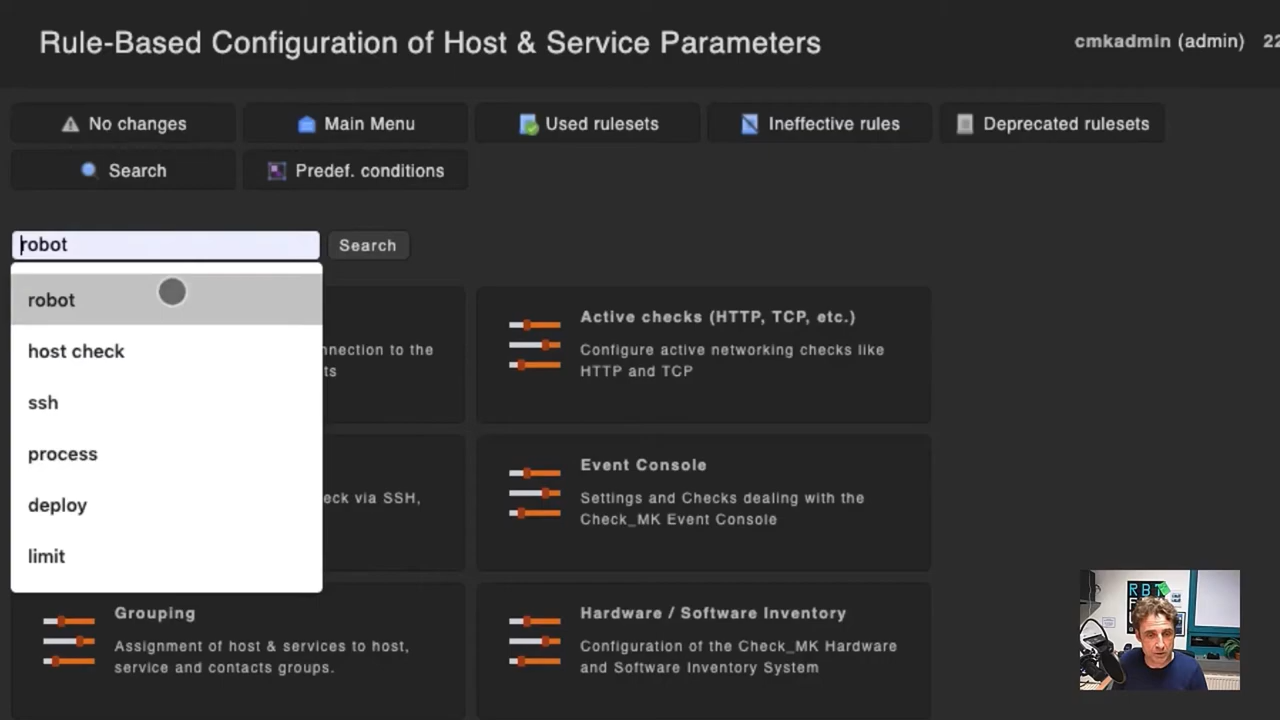 Rule-Based Configuration of Host & Service Parameters
cmkadmin (admin) 22
No changes
Main Menu
Used rulesets
Ineffective rules
Deprecated rulesets
Search
Predef. conditions
robot
Search
robot
host check
ssh
process
deploy
limit
nnection to the
ts
Active checks (HTTP, TCP, etc.)
Configure active networking checks like
HTTP and TCP
eck via SSH,
Event Console
Settings and Checks dealing with the
Check_MK Event Console
Grouping
Assignment of host & services to host,
service and contacts groups.
Hardware / Software Inventory
Configuration of the Check_MK Hardware
and Software Inventory System